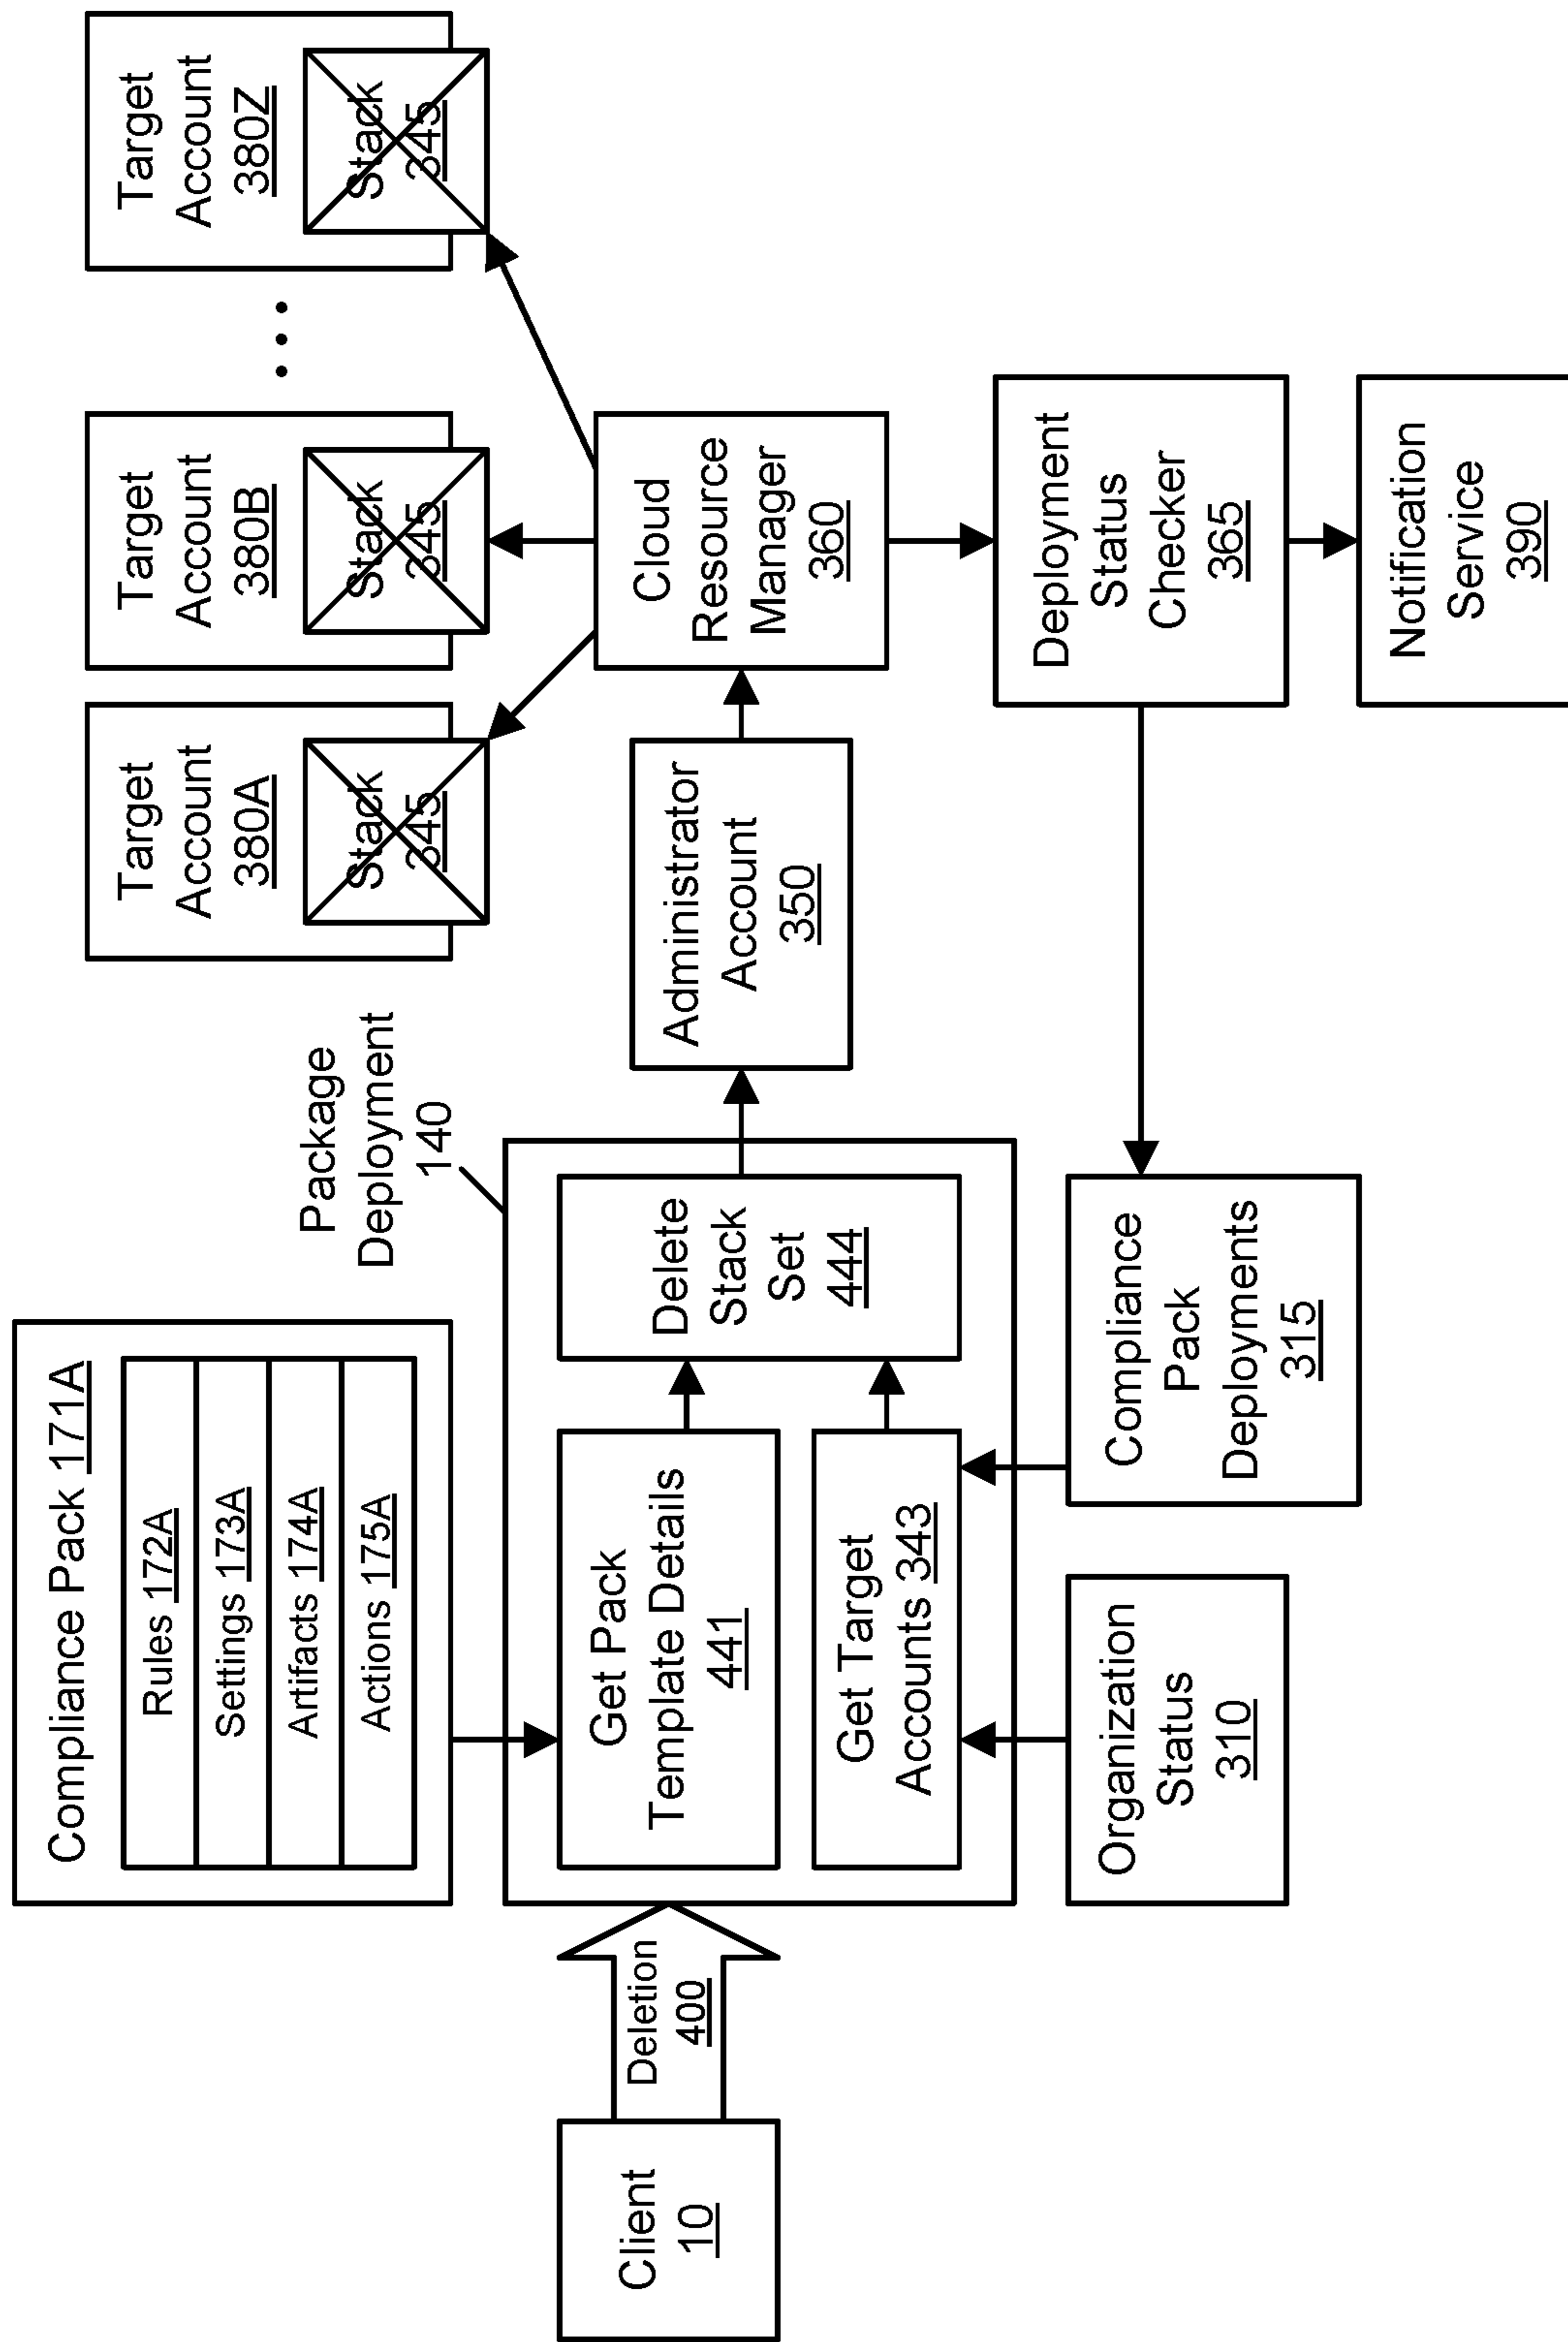 Compliance Pack 171A
Rules 172A
Settings 173A
Artifacts 174A
Actions 175A
Package
Deployment
140
Target
Account
380A
Stack
345
Target
Account
380B
Stack
345
...
Target
Account
380Z
Stack
345
Client
10
Deletion
400
Get Pack
Template Details
441
Get Target
Accounts 343
Delete
Stack
Set
444
Administrator
Account
350
Cloud
Resource
Manager
360
Organization
Status
310
Compliance
Pack
Deployments
315
Deployment
Status
Checker
365
Notification
Service
390